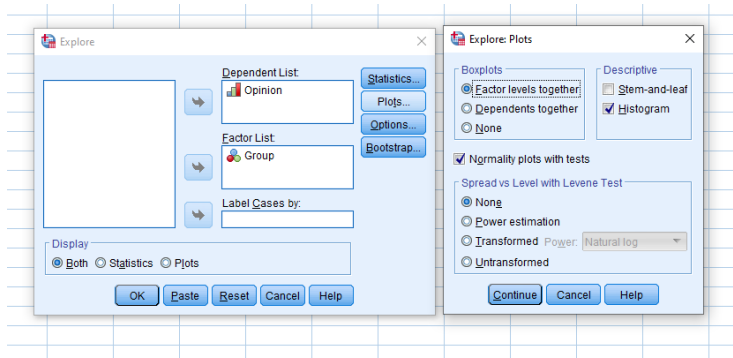 Explore
Dependent List:
Opinion
Factor List:
Group
Label Cases by:
Statistics...
Plots...
Options...
Bootstrap...
Display
Both Statistics Plots
OK Paste Reset Cancel Help
Explore: Plots
Boxplots
Factor levels together
Dependents together
None
Descriptive
Stem-and-leaf
Histogram
Normality plots with tests
Spread vs Level with Levene Test
None
Power estimation
Transformed Power: Natural log
Untransformed
Continue Cancel Help